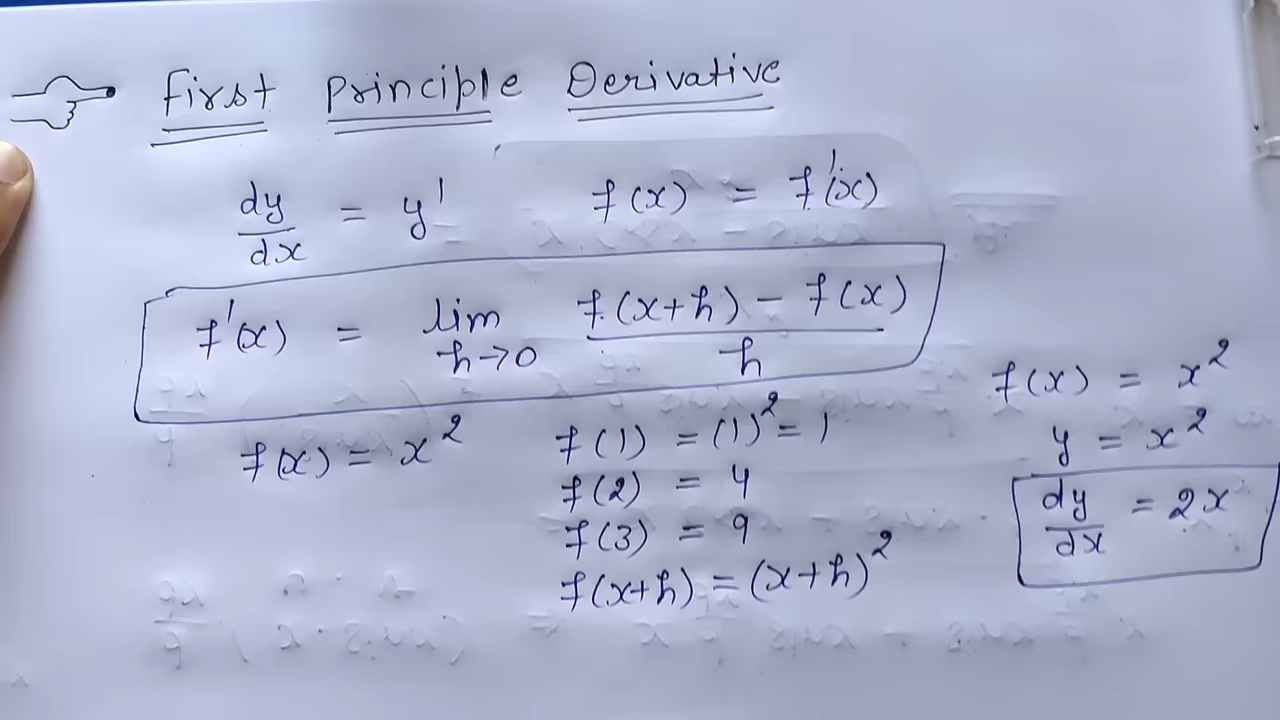 First Principle Derivative
dy/dx = y' f(x) = f'(x)
f'(x) = lim h→0 f(x+h) - f(x) / h
f(x) = x²
f(1) = (1)² = 1
f(2) = 4
f(3) = 9
f(x+h) = (x+h)²
f(x) = x²
y = x²
dy/dx = 2x